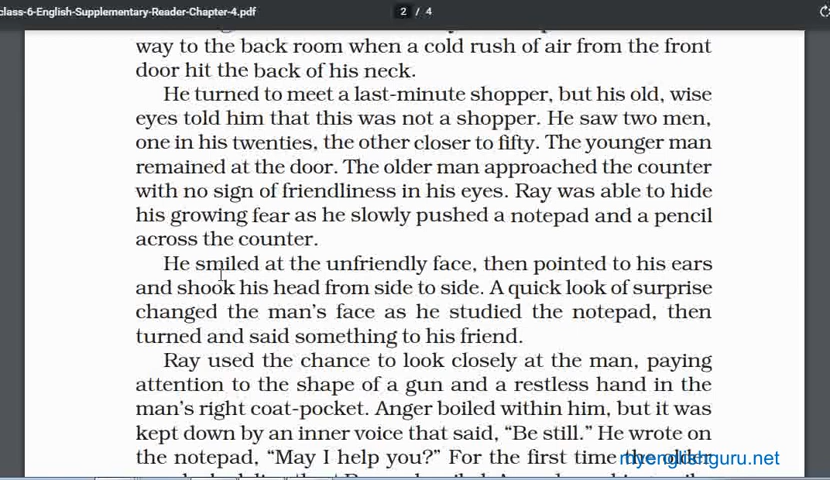 class-6-English-Supplementary-Reader-Chapter-4.pdf
2 / 4
way to the back room when a cold rush of air from the front
door hit the back of his neck.
He turned to meet a last-minute shopper, but his old, wise
eyes told him that this was not a shopper. He saw two men,
one in his twenties, the other closer to fifty. The younger man
remained at the door. The older man approached the counter
with no sign of friendliness in his eyes. Ray was able to hide
his growing fear as he slowly pushed a notepad and a pencil
across the counter.
He smiled at the unfriendly face, then pointed to his ears
and shook his head from side to side. A quick look of surprise
changed the man's face as he studied the notepad, then
turned and said something to his friend.
Ray used the chance to look closely at the man, paying
attention to the shape of a gun and a restless hand in the
man's right coat-pocket. Anger boiled within him, but it was
kept down by an inner voice that said, “Be still.” He wrote on
the notepad, “May I help you?” For the first time the older
myenglishguru.net